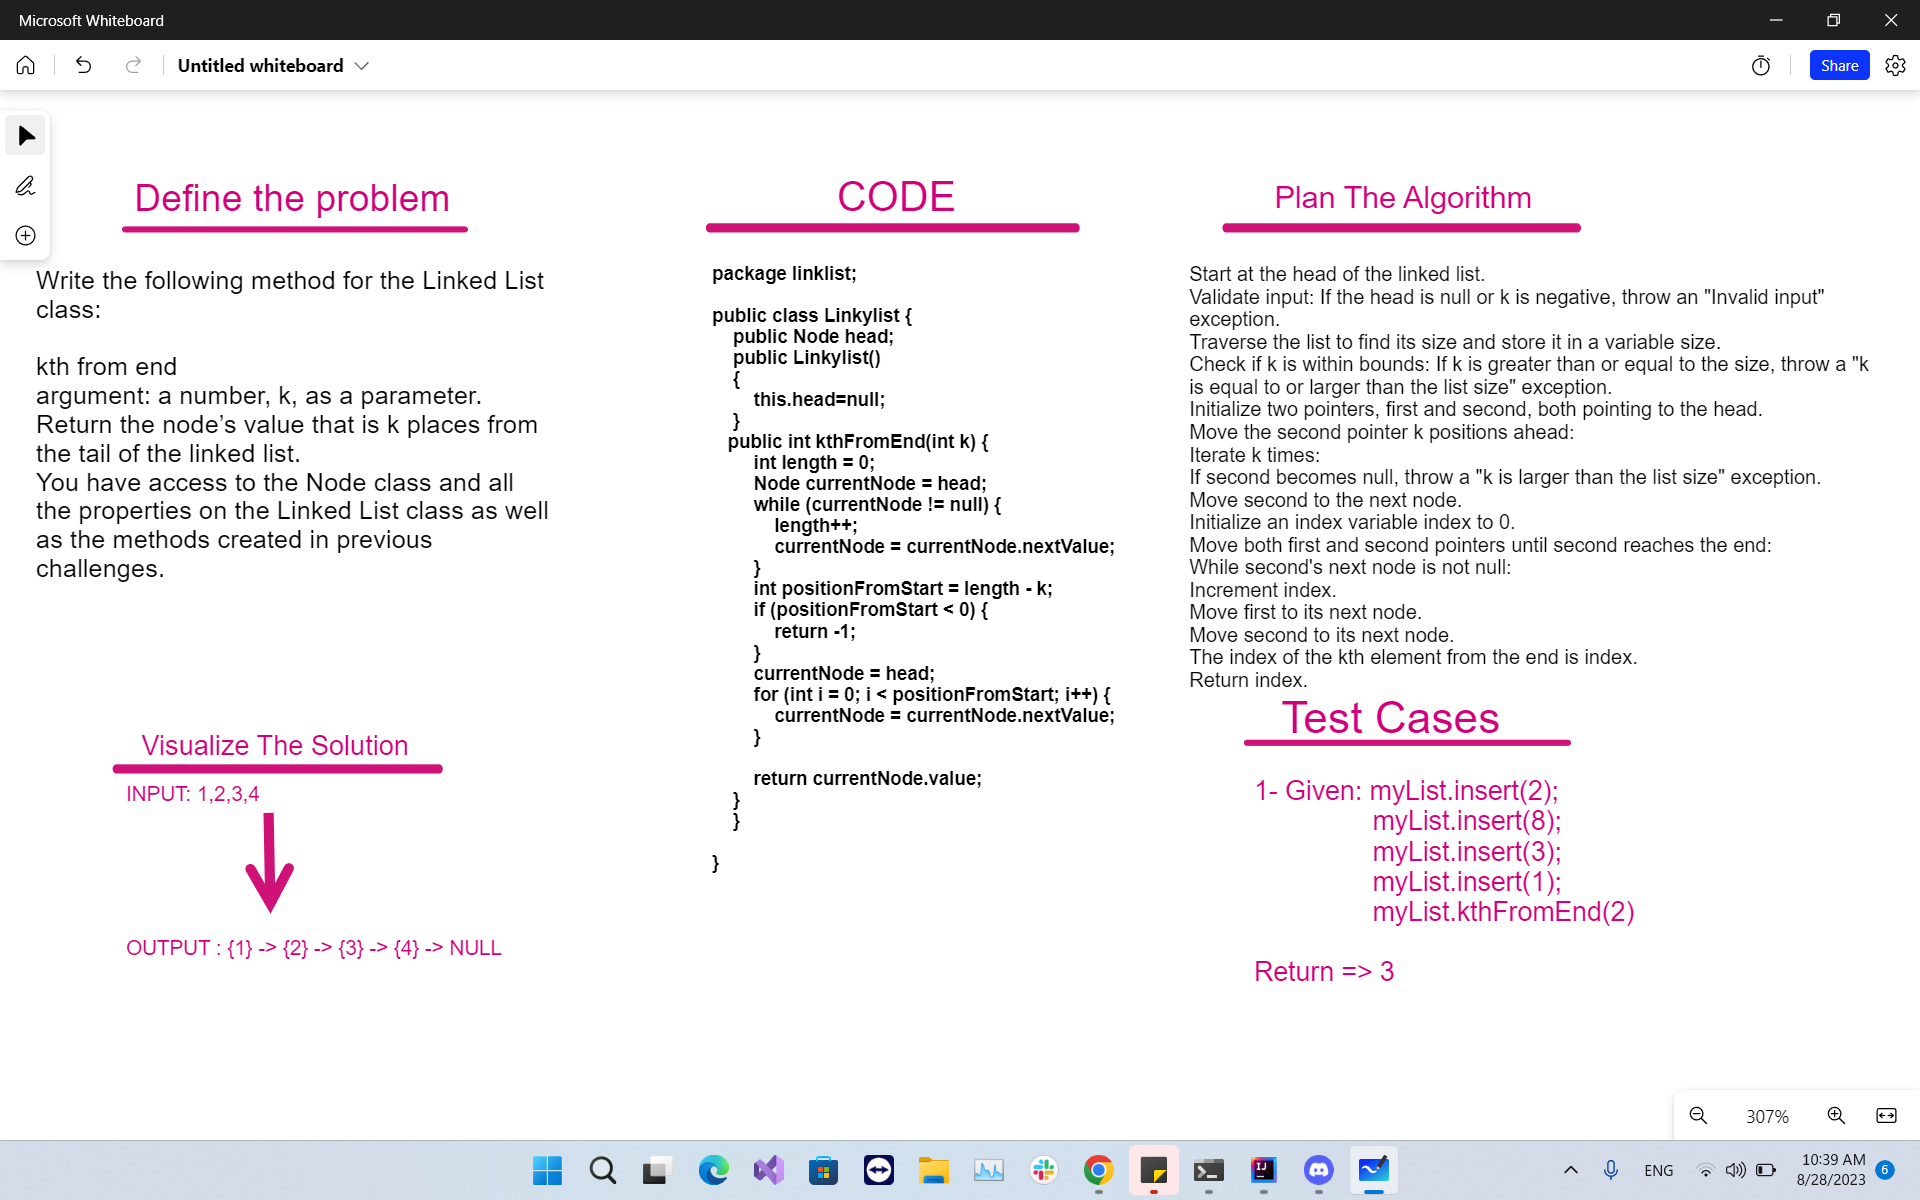 Microsoft Whiteboard
Untitled whiteboard
Share
Define the problem
Write the following method for the Linked List
class:
kth from end
argument: a number, k, as a parameter.
Return the node’s value that is k places from
the tail of the linked list.
You have access to the Node class and all
the properties on the Linked List class as well
as the methods created in previous
challenges.
Visualize The Solution
INPUT: 1,2,3,4
OUTPUT : {1} -> {2} -> {3} -> {4} -> NULL
CODE
package linklist;
public class Linkylist {
public Node head;
public Linkylist()
{
this.head=null;
}
public int kthFromEnd(int k) {
int length = 0;
Node currentNode = head;
while (currentNode != null) {
length++;
currentNode = currentNode.nextValue;
}
int positionFromStart = length - k;
if (positionFromStart < 0) {
return -1;
}
currentNode = head;
for (int i = 0; i < positionFromStart; i++) {
currentNode = currentNode.nextValue;
}
return currentNode.value;
}
}
}
Plan The Algorithm
Start at the head of the linked list.
Validate input: If the head is null or k is negative, throw an "Invalid input"
exception.
Traverse the list to find its size and store it in a variable size.
Check if k is within bounds: If k is greater than or equal to the size, throw a "k
is equal to or larger than the list size" exception.
Initialize two pointers, first and second, both pointing to the head.
Move the second pointer k positions ahead:
Iterate k times:
If second becomes null, throw a "k is larger than the list size" exception.
Move second to the next node.
Initialize an index variable index to 0.
Move both first and second pointers until second reaches the end:
While second's next node is not null:
Increment index.
Move first to its next node.
Move second to its next node.
The index of the kth element from the end is index.
Return index.
Test Cases
1- Given: myList.insert(2);
myList.insert(8);
myList.insert(3);
myList.insert(1);
myList.kthFromEnd(2)
Return => 3
307%
ENG
10:39 AM
8/28/2023
6